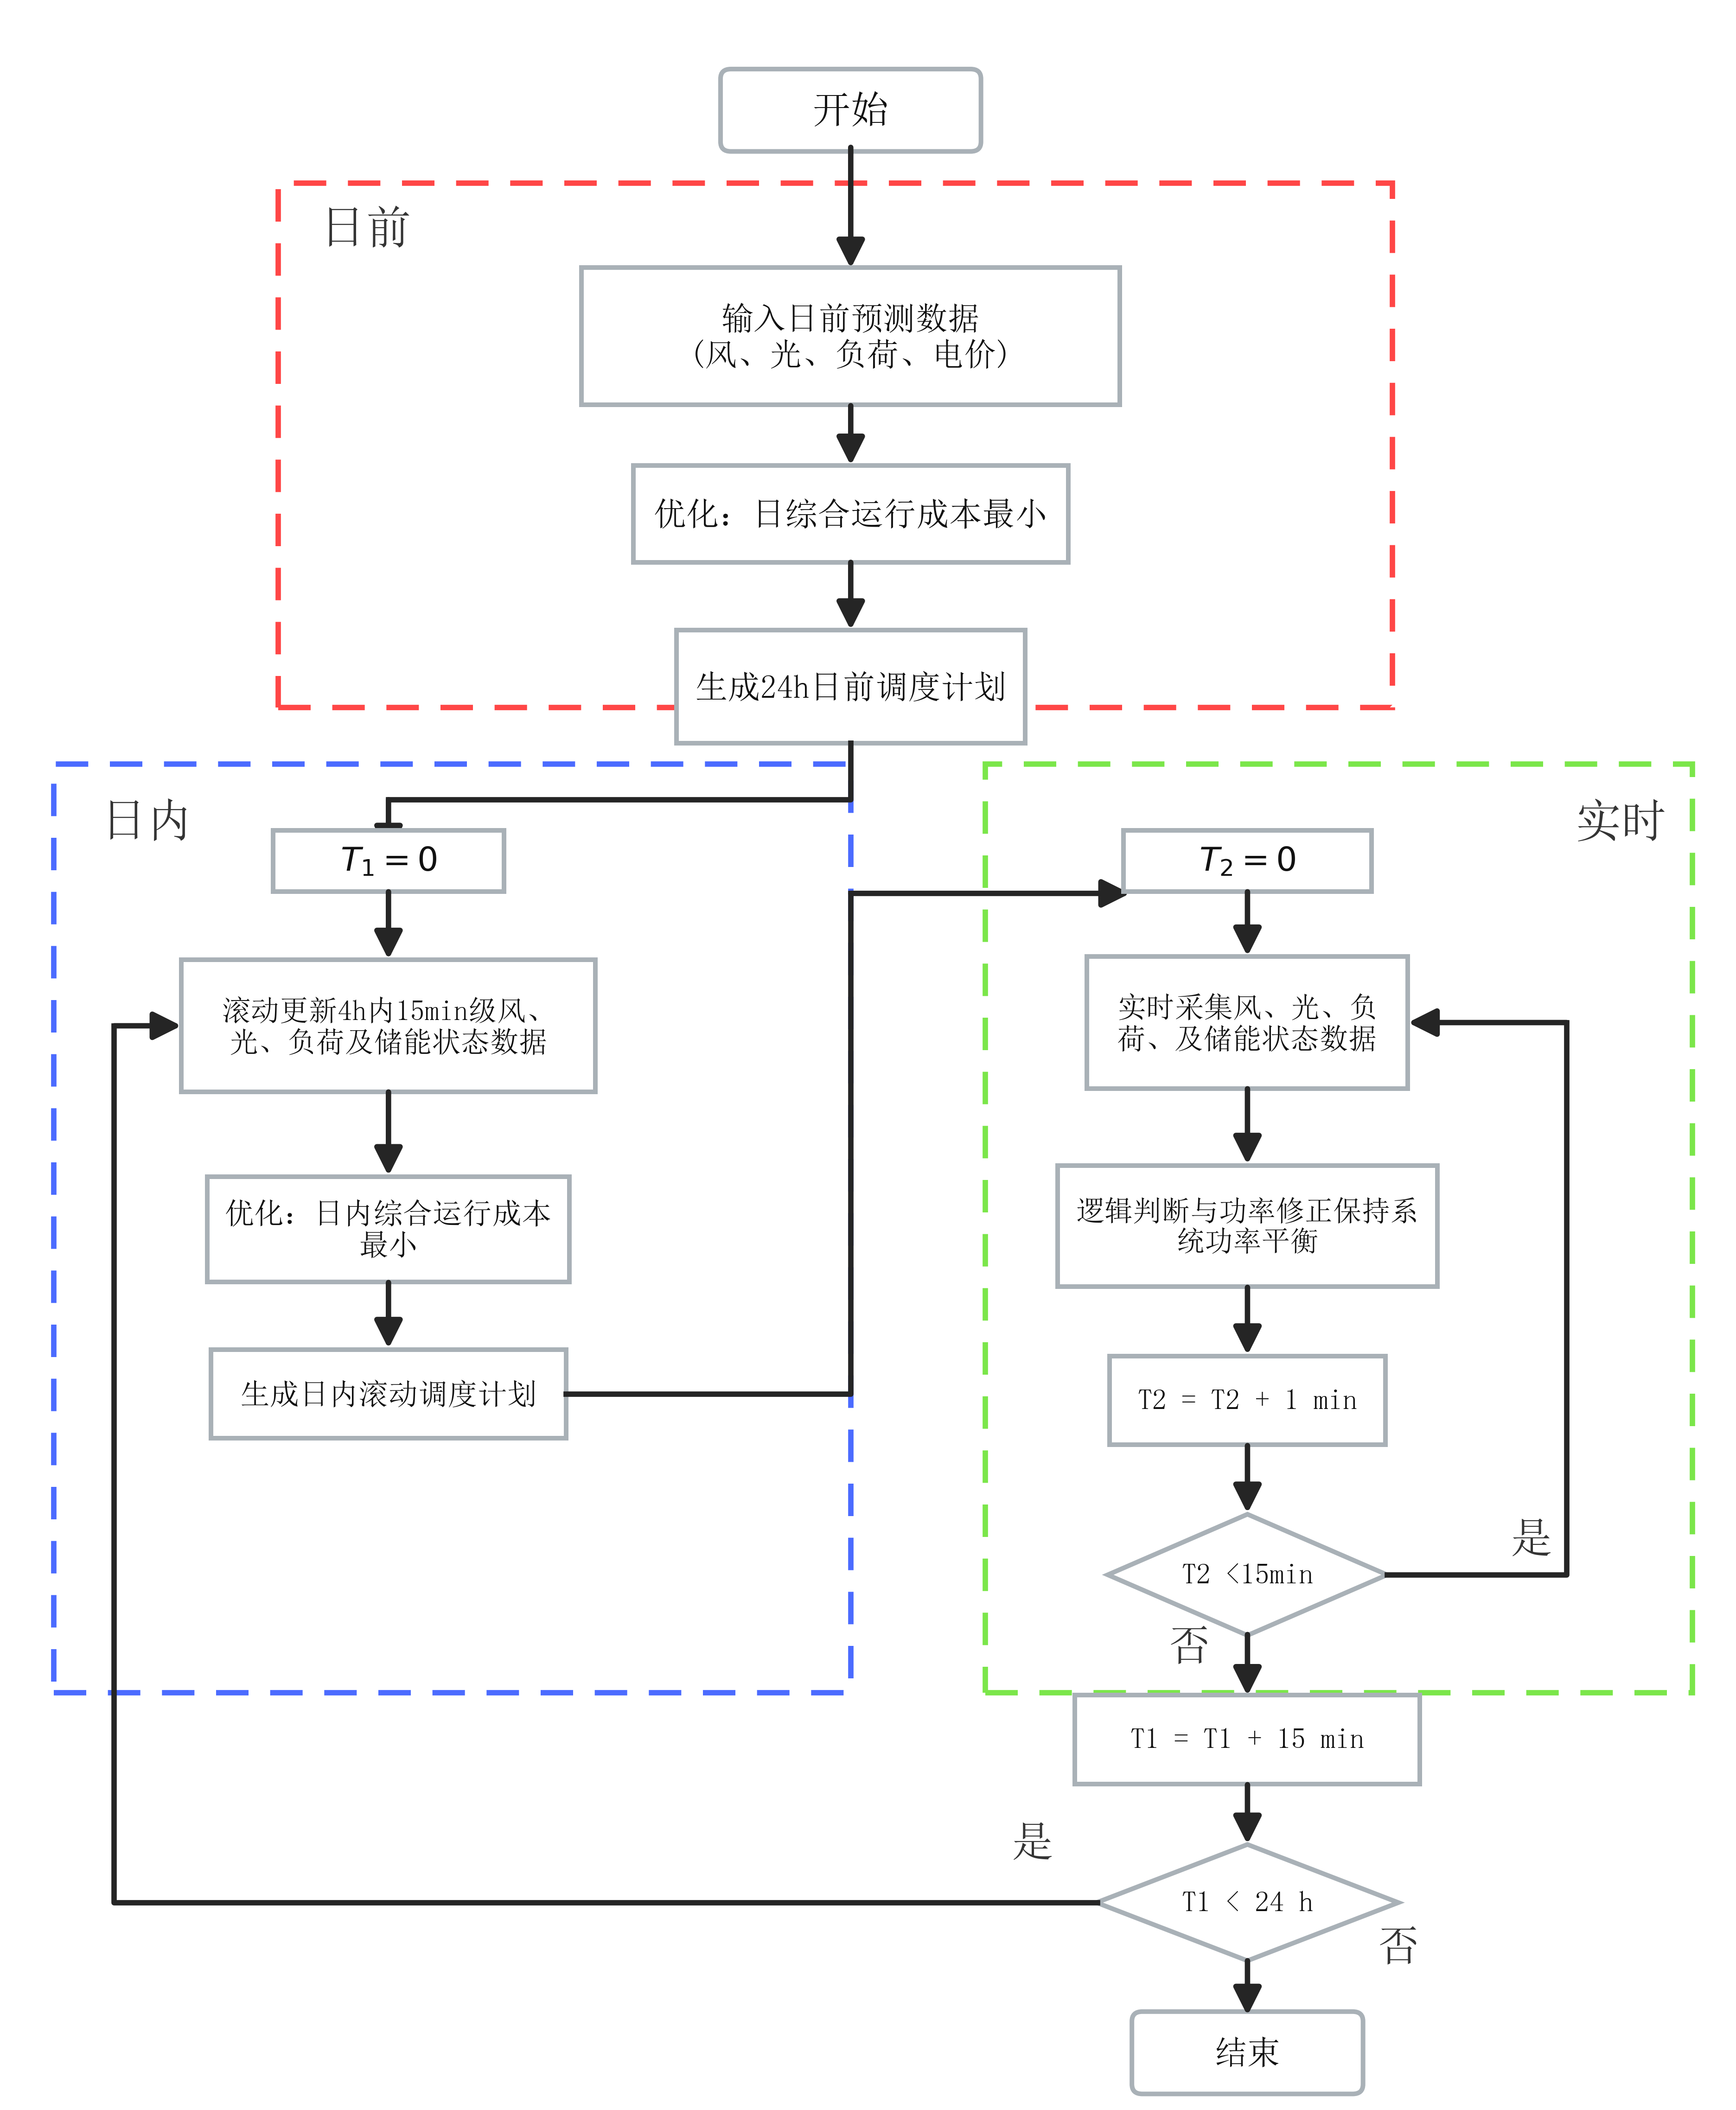 开始
日前
输入日前预测数据
(风、光、负荷、电价)
优化：日综合运行成本最小
生成24h日前调度计划
日内
T₁ = 0
滚动更新4h内15min级风、
光、负荷及储能状态数据
优化：日内综合运行成本
最小
生成日内滚动调度计划
实时
T₂ = 0
实时采集风、光、负
荷、及储能状态数据
逻辑判断与功率修正保持系
统功率平衡
T2 = T2 + 1 min
T2 <15min
是
否
T1 = T1 + 15 min
是
T1 < 24 h
否
结束